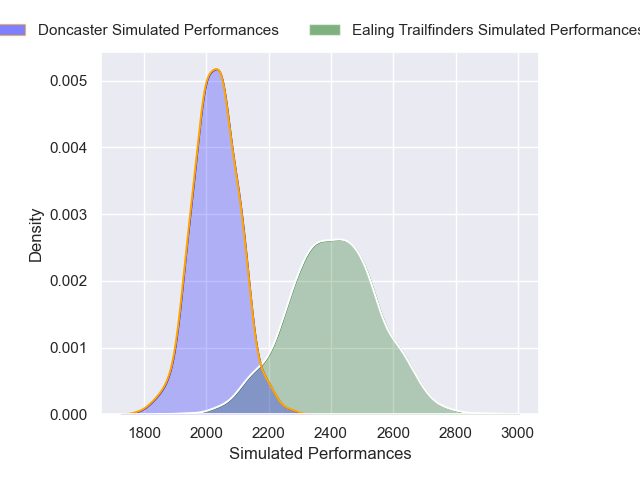 Doncaster Simulated Performances
Ealing Trailfinders Simulated Performances
0.005
0.004
0.003
0.002
0.001
0.000
Density
1800 2000 2200 2400 2600 2800 3000
Simulated Performances